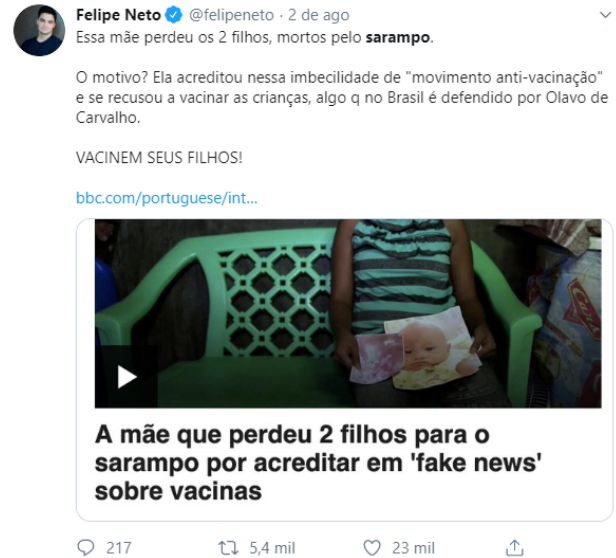 Felipe Neto @felipeneto · 2 de ago
Essa mãe perdeu os 2 filhos, mortos pelo sarampo.
O motivo? Ela acreditou nessa imbecilidade de "movimento anti-vacinação"
e se recusou a vacinar as crianças, algo q no Brasil é defendido por Olavo de
Carvalho.
VACINEM SEUS FILHOS!
bbc.com/portuguese/int...
A mãe que perdeu 2 filhos para o
sarampo por acreditar em 'fake news'
sobre vacinas
217 5,4 mil 23 mil